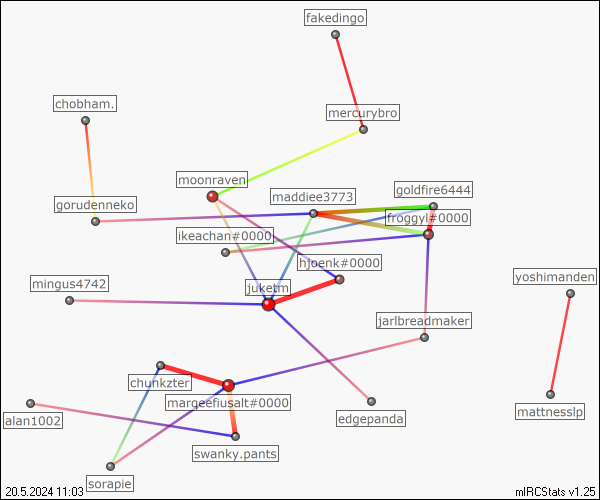 fakedingo
chobham.
mercurybro
moonraven
goldfire6444
maddiee3773
gorudenneko
froggyl#0000
ikeachan#0000
hjoenk#0000
mingus4742
juketm
yoshimanden
jarlbreadmaker
chunkzter
margeefiusalt#0000
alan1002
edgepanda
mattnesslp
swanky.pants
sorapie
20.5.2024 11:03
mIRCStats v1.25